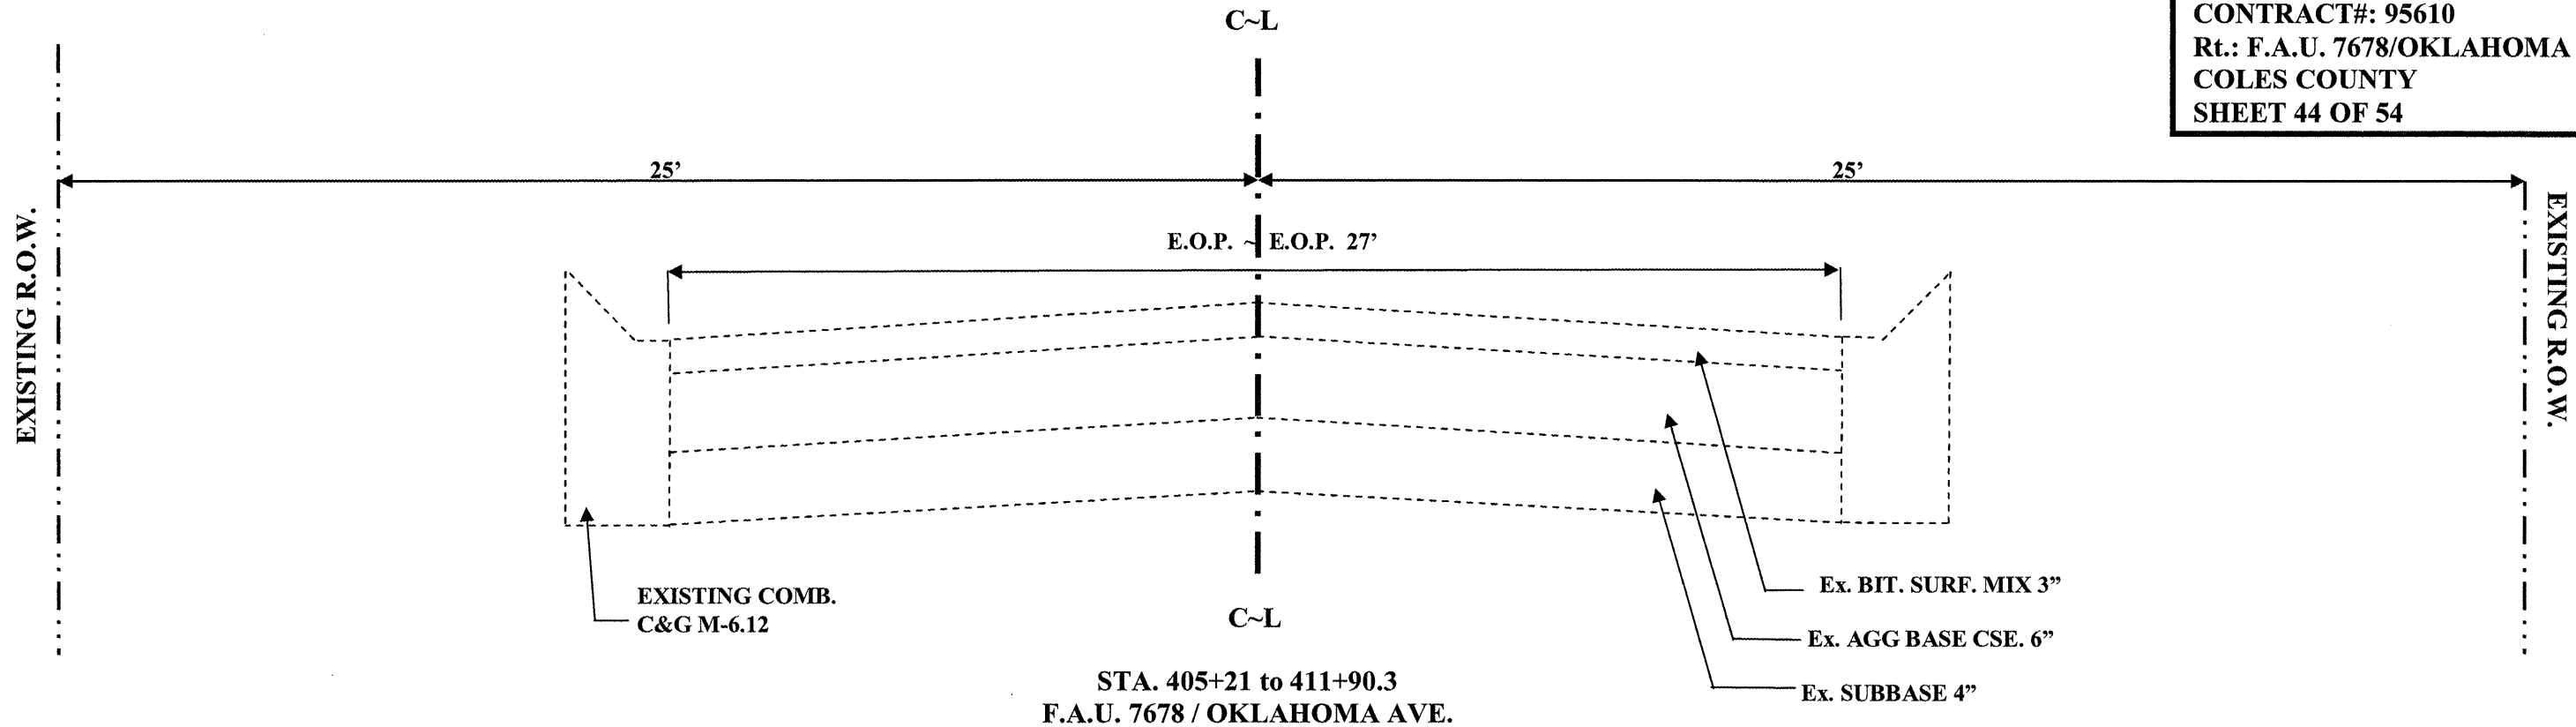 C~L
CONTRACT#: 95610
Rt.: F.A.U. 7678/OKLAHOMA
COLES COUNTY
SHEET 44 OF 54
25’
25’
EXISTING R.O.W.
EXISTING R.O.W.
E.O.P. ~ E.O.P. 27’
EXISTING COMB.
C&G M-6.12
C~L
Ex. BIT. SURF. MIX 3”
Ex. AGG BASE CSE. 6”
Ex. SUBBASE 4”
STA. 405+21 to 411+90.3
F.A.U. 7678 / OKLAHOMA AVE.